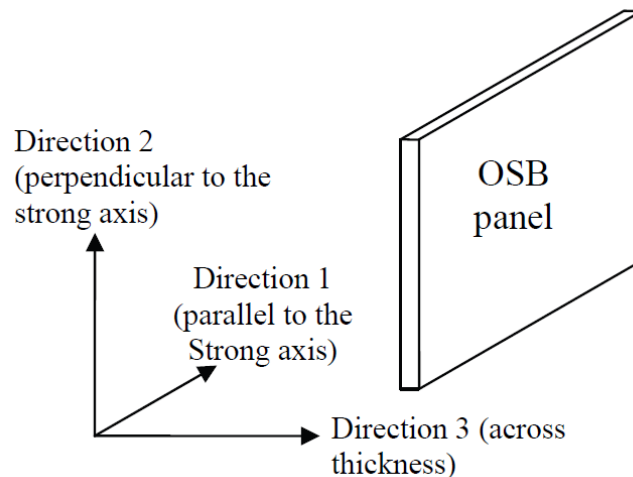 Direction 2
(perpendicular to the
strong axis)
Direction 1
(parallel to the
Strong axis)
OSB
panel
Direction 3 (across
thickness)